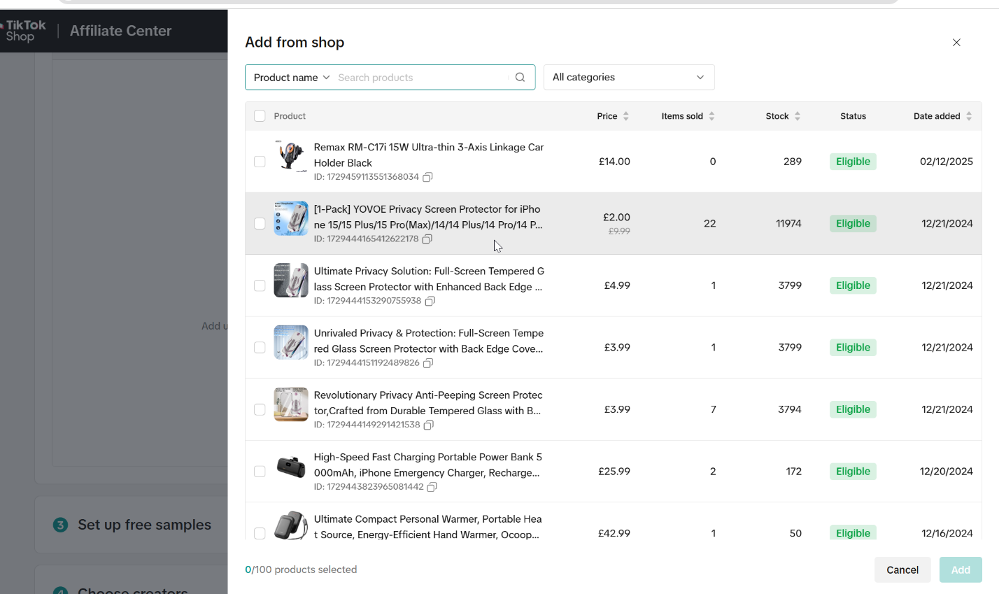 TikTok
Shop
Affiliate Center
Add from shop
Product name
Search products
All categories
Product
Price
Items sold
Stock
Status
Date added
Remax RM-C17i 15W Ultra-thin 3-Axis Linkage Car
Holder Black
ID: 1729459113551368034
£14.00
0
289
Eligible
02/12/2025
[1-Pack] YOVOE Privacy Screen Protector for iPho
ne 15/15 Plus/15 Pro(Max)/14/14 Plus/14 Pro/14 P...
ID: 1729444165412622178
£2.00
£9.99
22
11974
Eligible
12/21/2024
Ultimate Privacy Solution: Full-Screen Tempered G
lass Screen Protector with Enhanced Back Edge ...
ID: 1729444153290755938
£4.99
1
3799
Eligible
12/21/2024
Unrivaled Privacy & Protection: Full-Screen Tempe
red Glass Screen Protector with Back Edge Cove...
ID: 1729444151192489826
£3.99
1
3799
Eligible
12/21/2024
Revolutionary Privacy Anti-Peeping Screen Protec
tor,Crafted from Durable Tempered Glass with B...
ID: 1729444149291421538
£3.99
7
3794
Eligible
12/21/2024
High-Speed Fast Charging Portable Power Bank 5
000mAh, iPhone Emergency Charger, Recharge...
ID: 1729443823965081442
£25.99
2
172
Eligible
12/20/2024
Ultimate Compact Personal Warmer, Portable Hea
t Source, Energy-Efficient Hand Warmer, Ocoop...
£42.99
1
50
Eligible
12/16/2024
Add u
3 Set up free samples
4 Choose creators
0/100 products selected
Cancel
Add